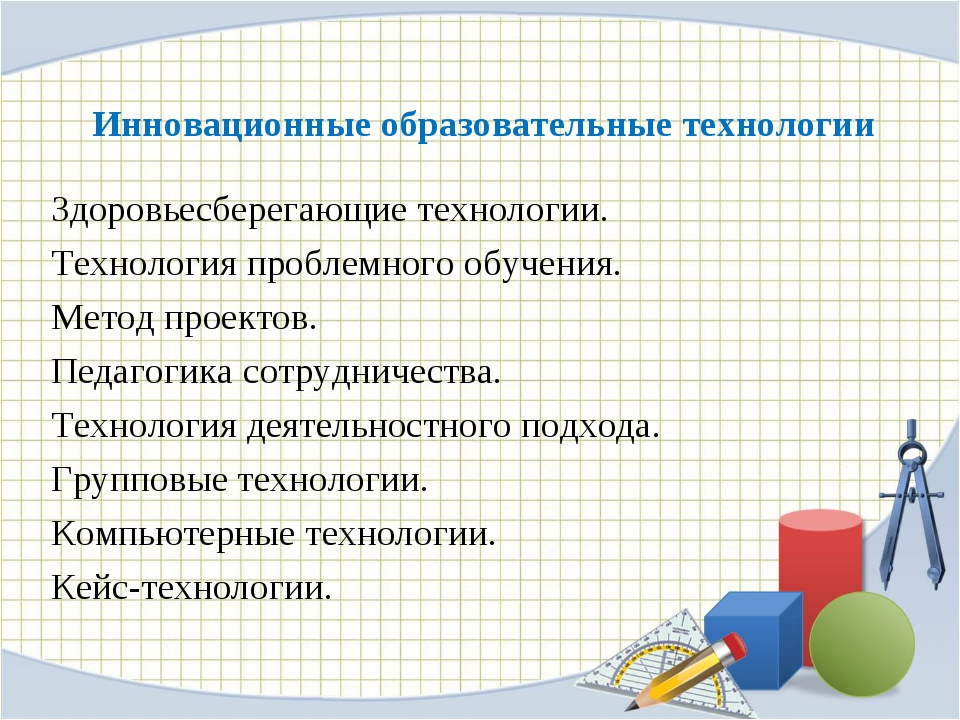 Инновационные образовательные технологии
Здоровьесберегающие технологии.
Технология проблемного обучения.
Метод проектов.
Педагогика сотрудничества.
Технология деятельностного подхода.
Групповые технологии.
Компьютерные технологии.
Кейс-технологии.